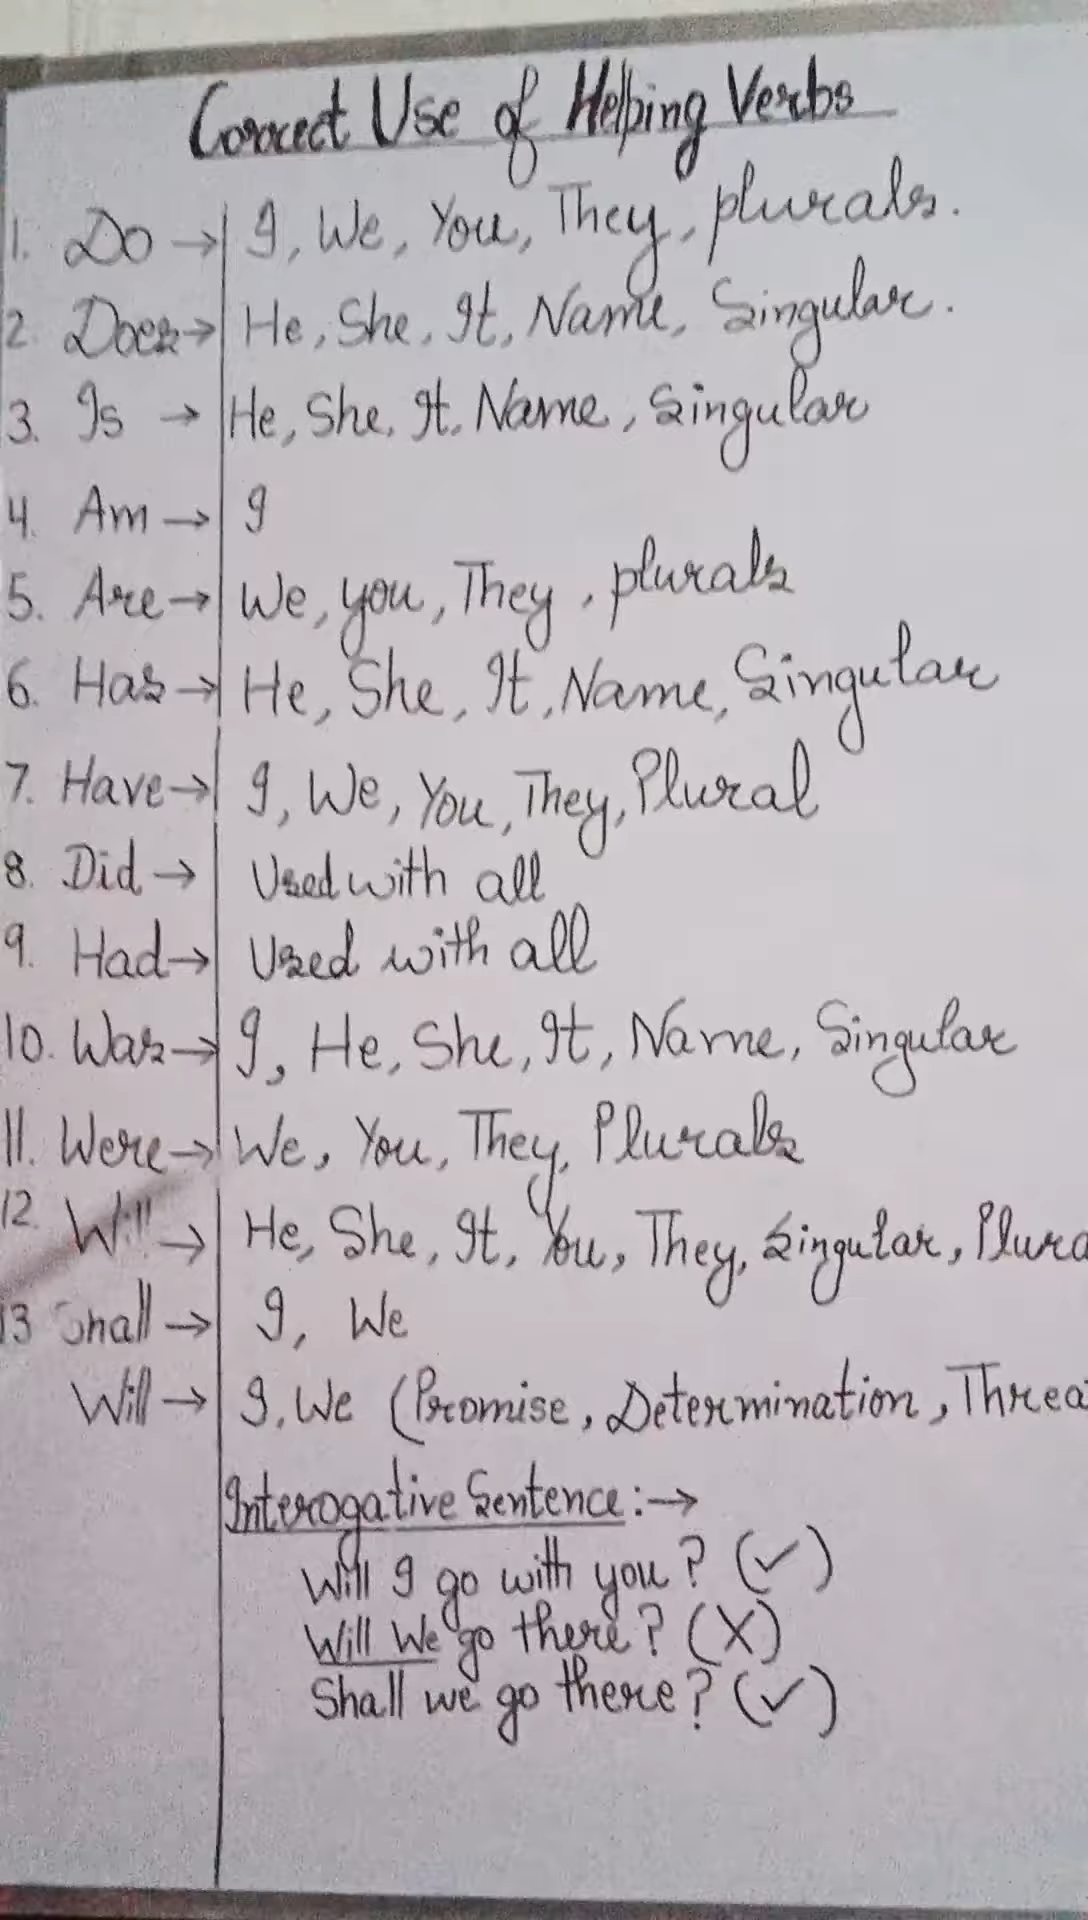 Correct Use of Helping Verbs
1. Do → I, We, You, They, plurals.
2. Does → He, She, It, Name, Singular.
3. Is → He, She, It, Name, Singular
4. Am → I
5. Are → We, you, They, plurals
6. Has → He, She, It, Name, Singular
7. Have → I, We, You, They, Plural
8. Did → Used with all
9. Had → Used with all
10. Was → I, He, She, It, Name, Singular
11. Were → We, You, They, Plurals
12. Will → He, She, It, You, They, Singular, Plura
13 Shall → I, We
Will → I, We (Promise, Determination, Threa
Interogative Sentence :→
Will I go with you? (✓)
Will We go there? (X)
Shall we go there? (✓)